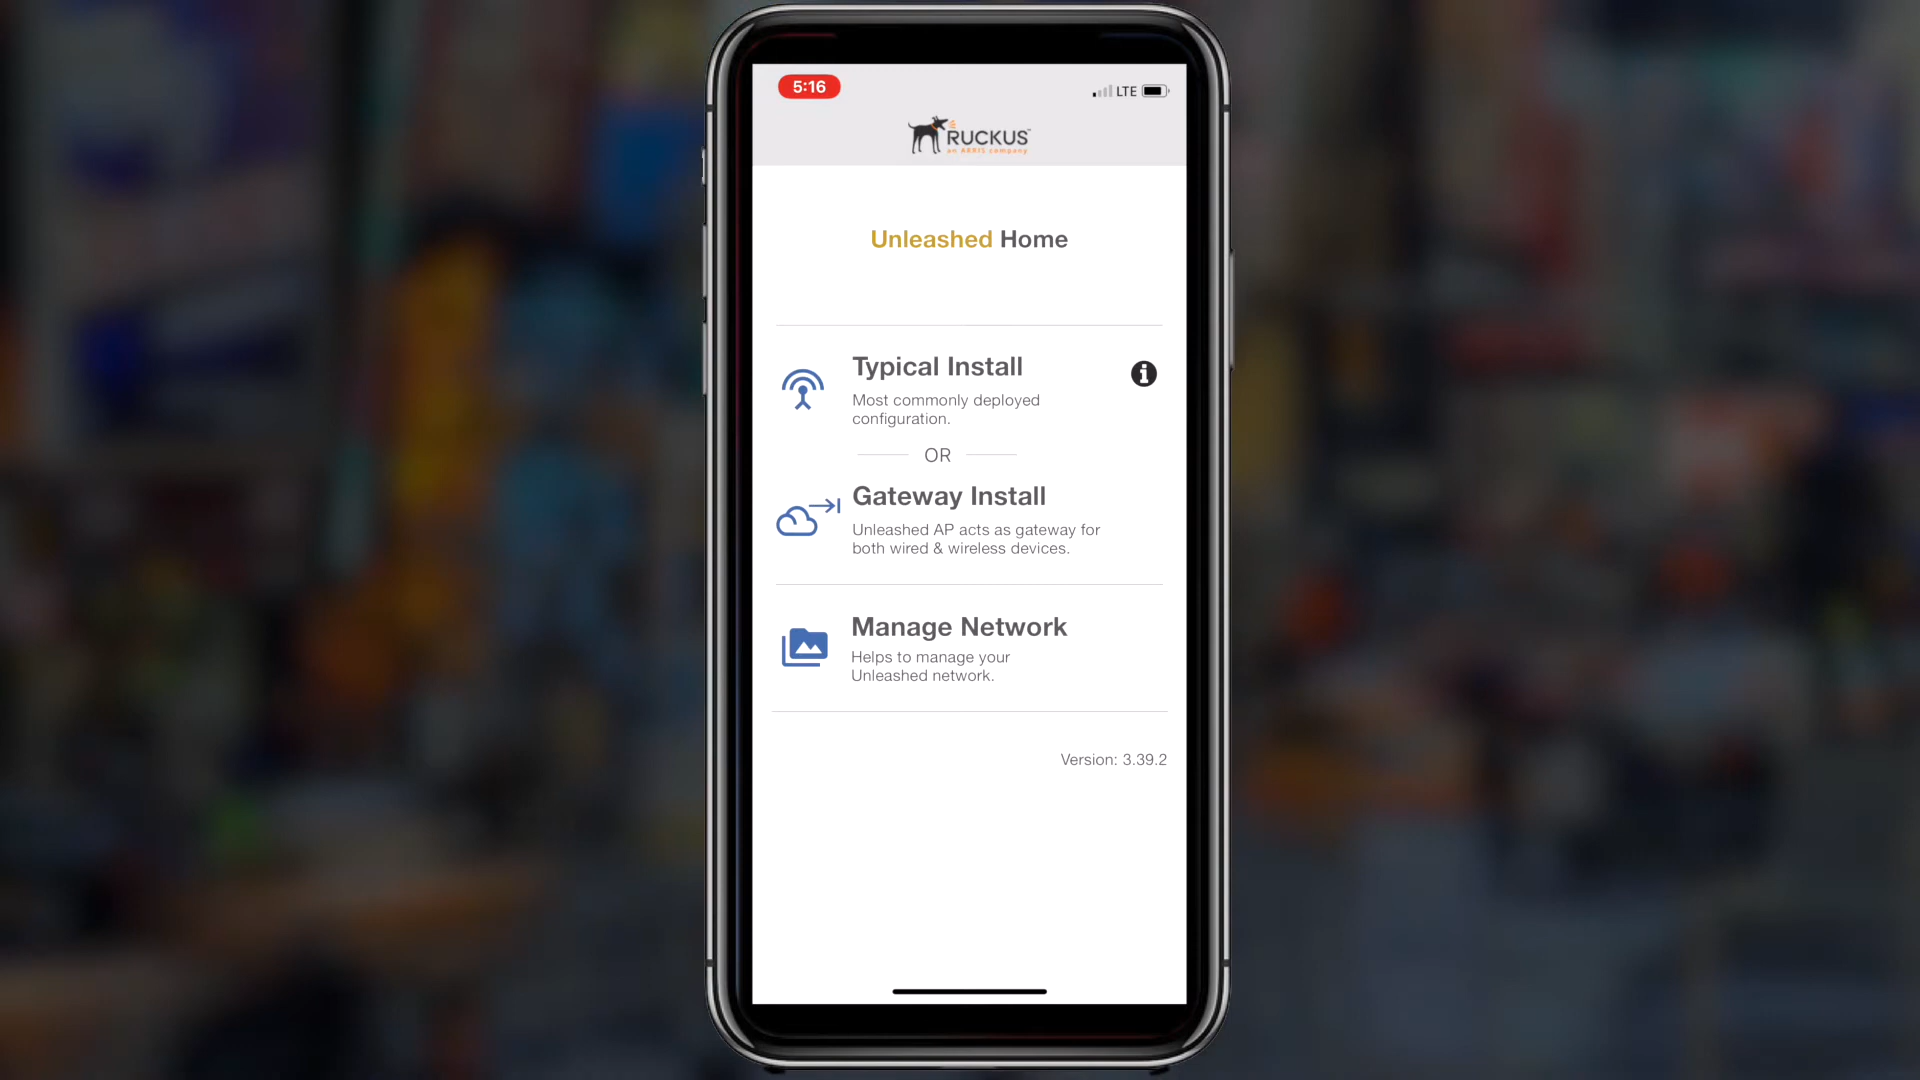 5:16
LTE
RUCKUS
an ARRIS company
Unleashed Home
Typical Install
Most commonly deployed
configuration.
OR
Gateway Install
Unleashed AP acts as gateway for
both wired & wireless devices.
Manage Network
Helps to manage your
Unleashed network.
Version: 3.39.2